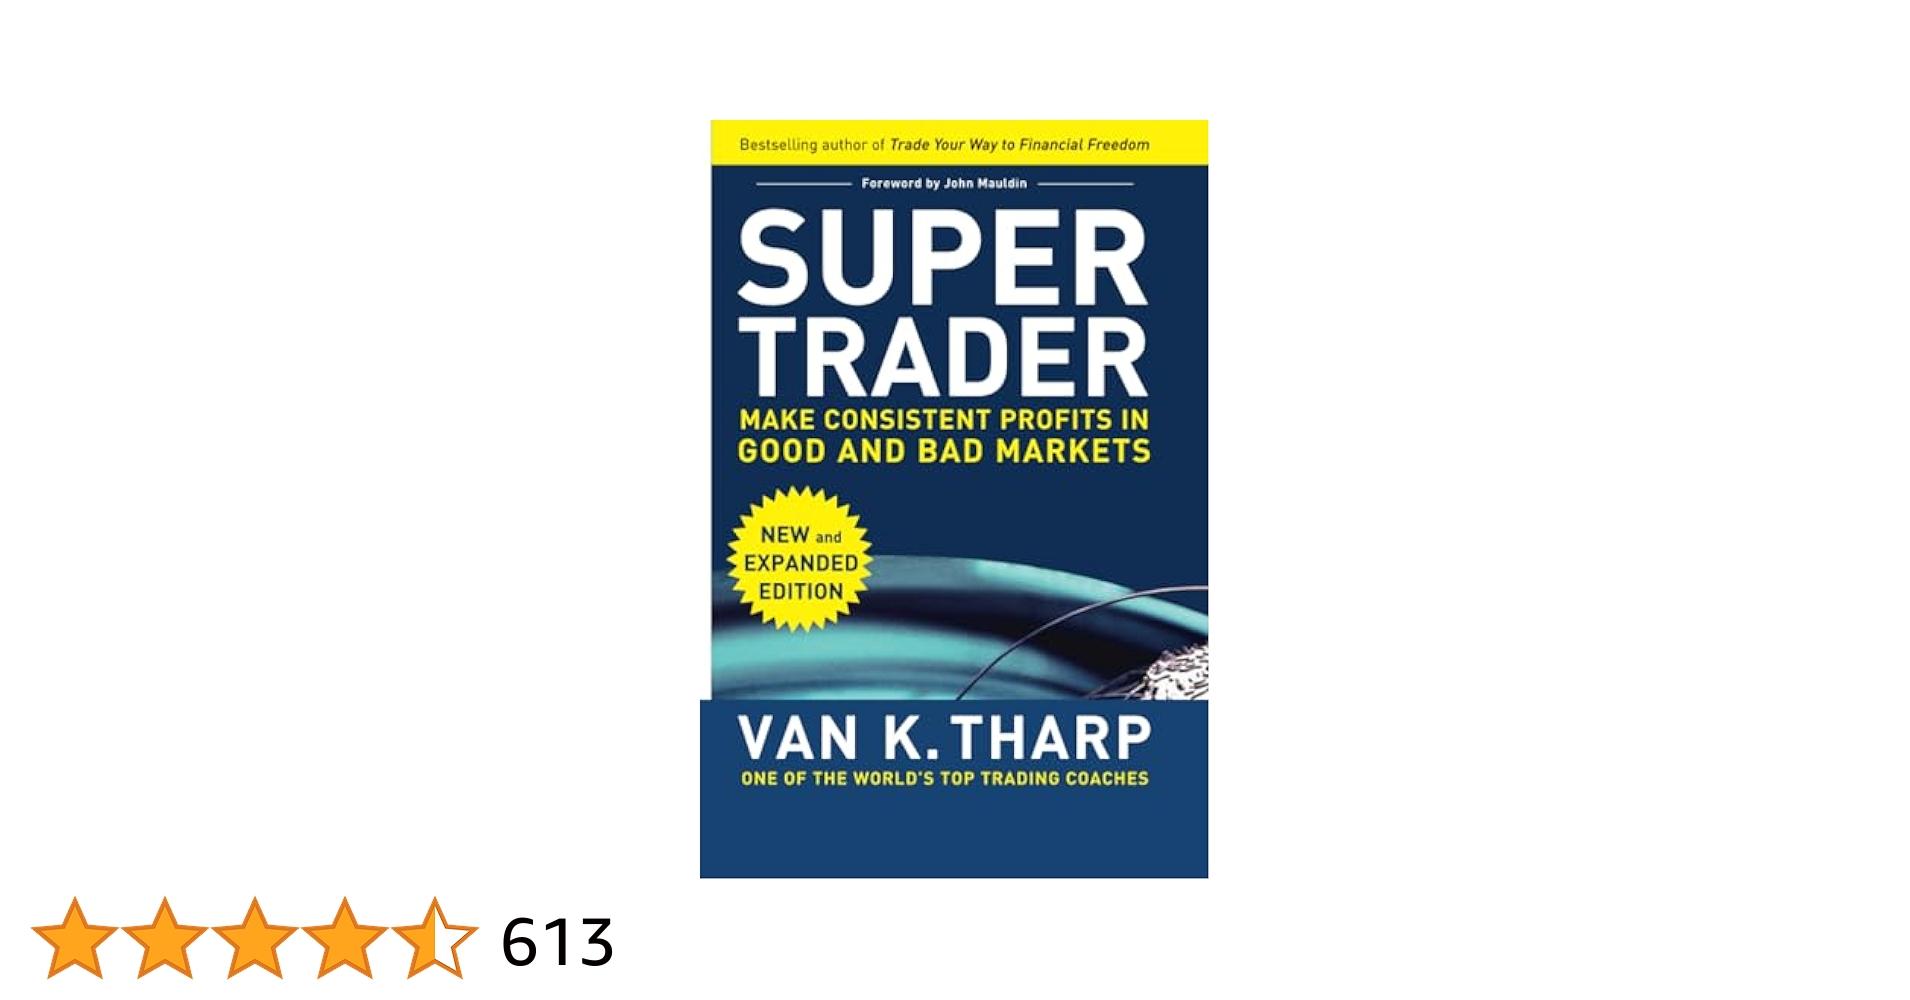 Bestselling author of Trade Your Way to Financial Freedom
Foreword by John Mauldin
SUPER
TRADER
MAKE CONSISTENT PROFITS IN
GOOD AND BAD MARKETS
NEW and
EXPANDED
EDITION
VAN K. THARP
ONE OF THE WORLD'S TOP TRADING COACHES
613